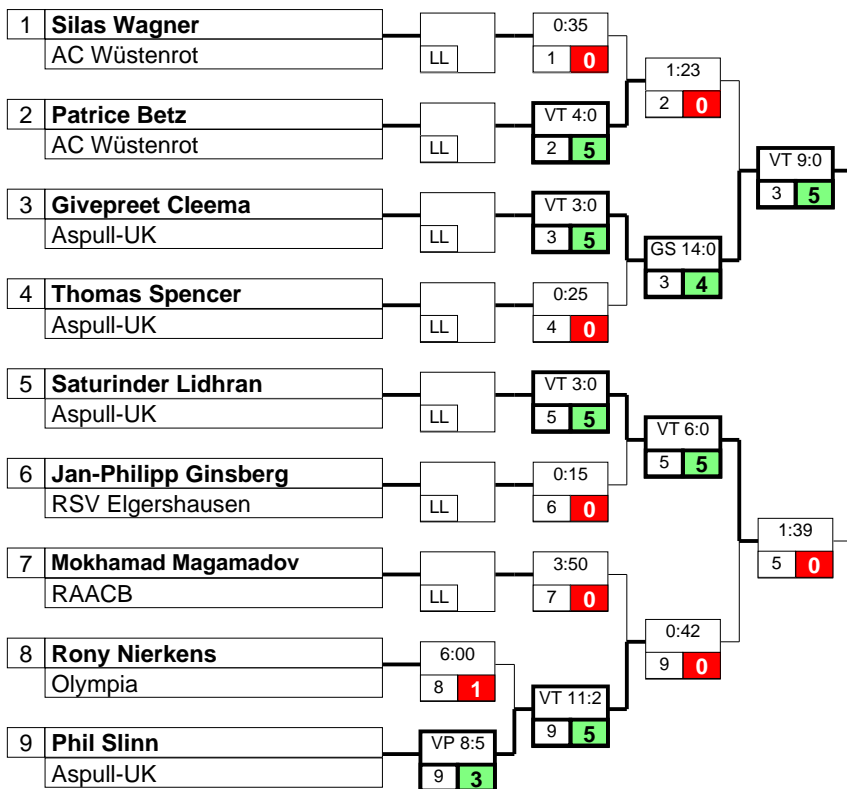 1 Silas Wagner
AC Wüstenrot
LL
0:35
1 0
1:23
2 0
2 Patrice Betz
AC Wüstenrot
LL
VT 4:0
2 5
VT 9:0
3 5
3 Givepreet Cleema
Aspull-UK
LL
VT 3:0
3 5
GS 14:0
3 4
4 Thomas Spencer
Aspull-UK
LL
0:25
4 0
5 Saturinder Lidhran
Aspull-UK
LL
VT 3:0
5 5
VT 6:0
5 5
6 Jan-Philipp Ginsberg
RSV Elgershausen
LL
0:15
6 0
1:39
5 0
7 Mokhamad Magamadov
RAACB
LL
3:50
7 0
0:42
9 0
8 Rony Nierkens
Olympia
6:00
8 1
VT 11:2
9 5
9 Phil Slinn
Aspull-UK
VP 8:5
9 3